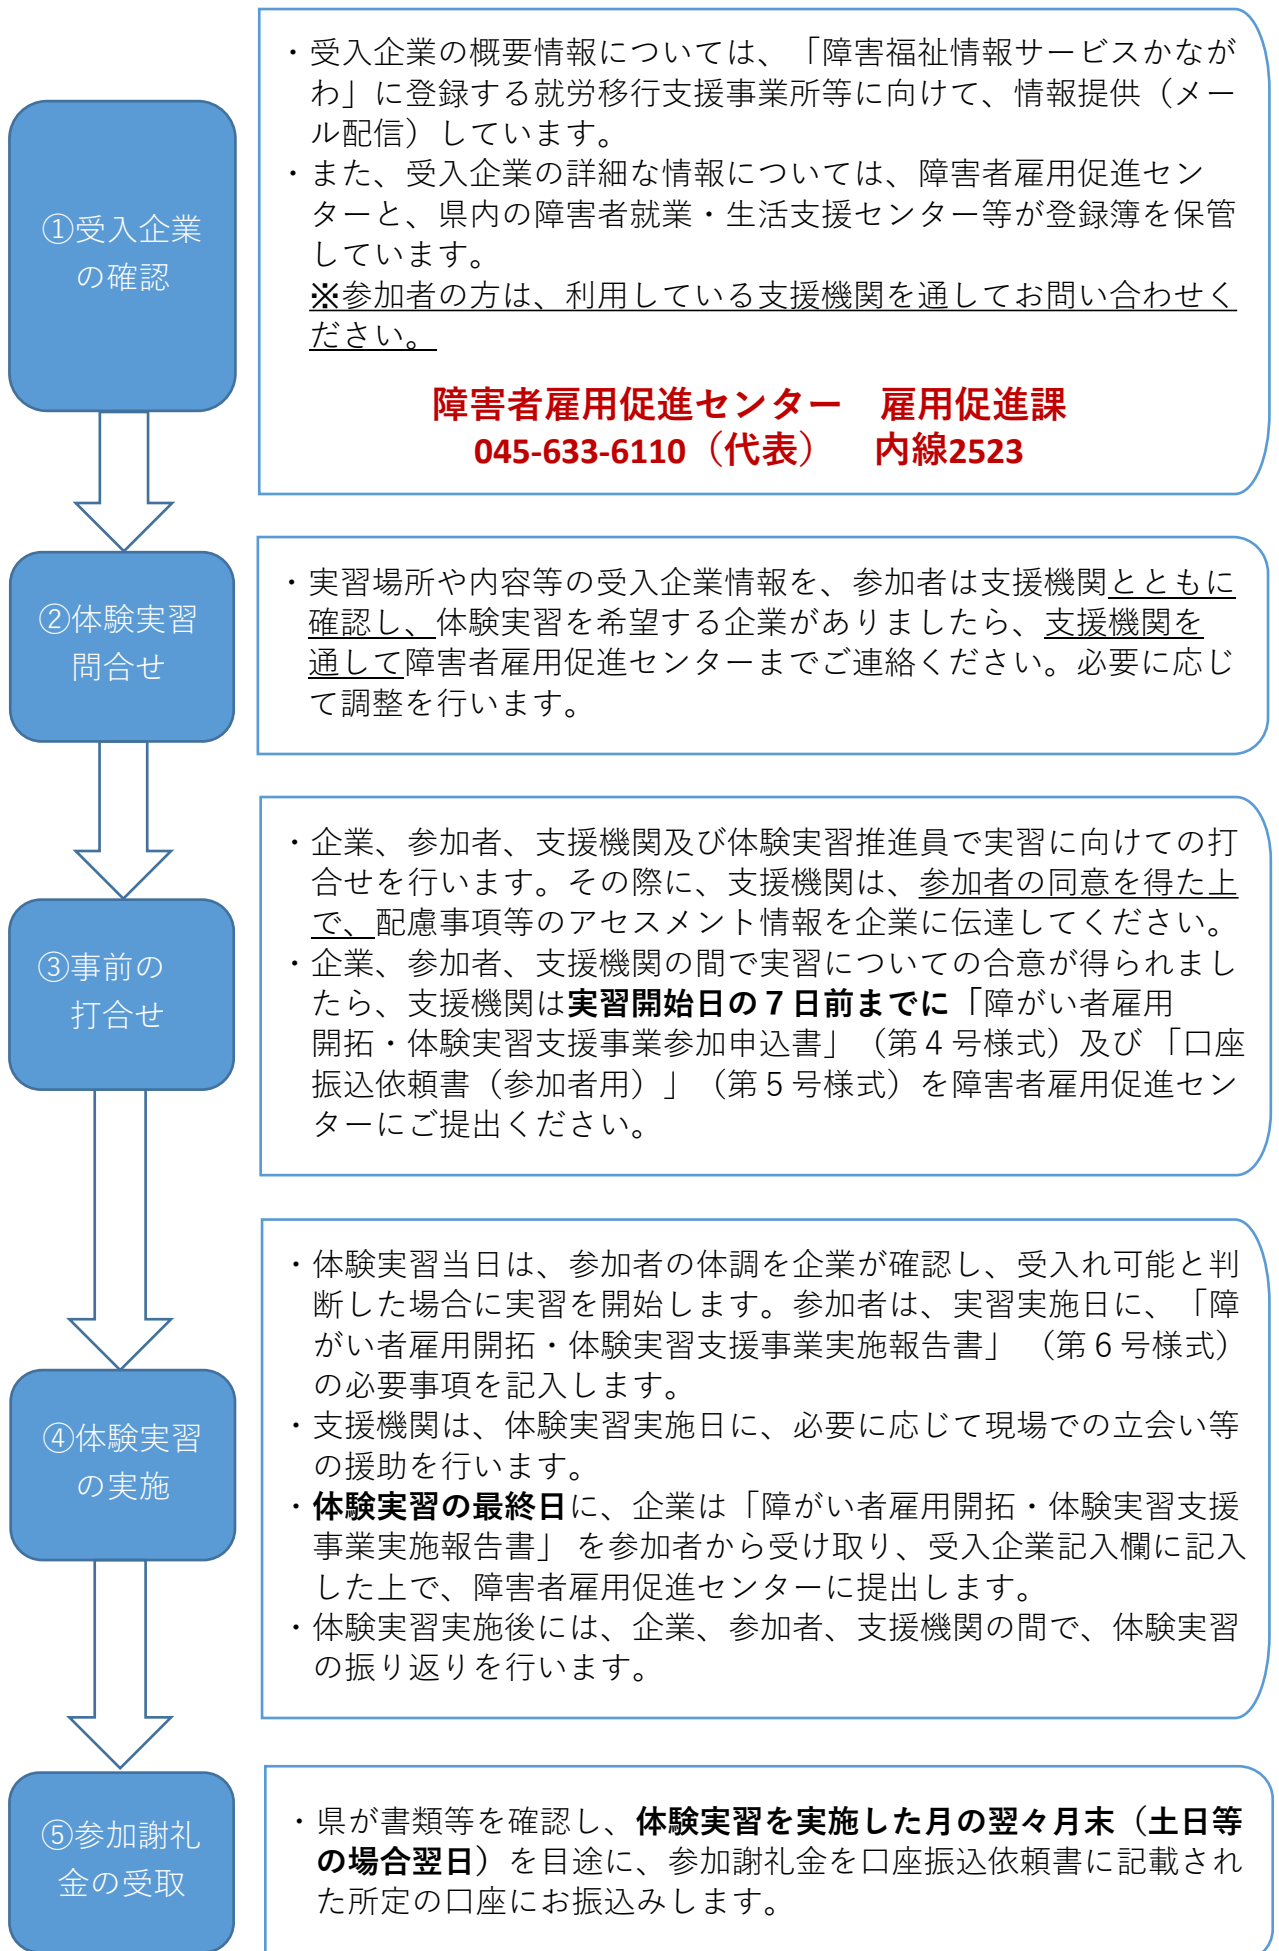 ①受入企業
の確認
・受入企業の概要情報については、「障害福祉情報サービスかなが
わ」に登録する就労移行支援事業所等に向けて、情報提供（メー
ル配信）しています。
・また、受入企業の詳細な情報については、障害者雇用促進セン
ターと、県内の障害者就業・生活支援センター等が登録簿を保管
しています。
※参加者の方は、利用している支援機関を通してお問い合わせく
ださい。
障害者雇用促進センター　雇用促進課
045-633-6110（代表）　内線2523
②体験実習
問合せ
・実習場所や内容等の受入企業情報を、参加者は支援機関とともに
確認し、体験実習を希望する企業がありましたら、支援機関を
通して障害者雇用促進センターまでご連絡ください。必要に応じ
て調整を行います。
③事前の
打合せ
・企業、参加者、支援機関及び体験実習推進員で実習に向けての打
合せを行います。その際に、支援機関は、参加者の同意を得た上
で、配慮事項等のアセスメント情報を企業に伝達してください。
・企業、参加者、支援機関の間で実習についての合意が得られまし
たら、支援機関は実習開始日の７日前までに「障がい者雇用
開拓・体験実習支援事業参加申込書」（第４号様式）及び「口座
振込依頼書（参加者用）」（第５号様式）を障害者雇用促進セン
ターにご提出ください。
④体験実習
の実施
・体験実習当日は、参加者の体調を企業が確認し、受入れ可能と判
断した場合に実習を開始します。参加者は、実習実施日に、「障
がい者雇用開拓・体験実習支援事業実施報告書」（第６号様式）
の必要事項を記入します。
・支援機関は、体験実習実施日に、必要に応じて現場での立会い等
の援助を行います。
・体験実習の最終日に、企業は「障がい者雇用開拓・体験実習支援
事業実施報告書」 を参加者から受け取り、受入企業記入欄に記入
した上で、障害者雇用促進センターに提出します。
・体験実習実施後には、企業、参加者、支援機関の間で、体験実習
の振り返りを行います。
⑤参加謝礼
金の受取
・県が書類等を確認し、体験実習を実施した月の翌々月末（土日等
の場合翌日）を目途に、参加謝礼金を口座振込依頼書に記載され
た所定の口座にお振込みします。